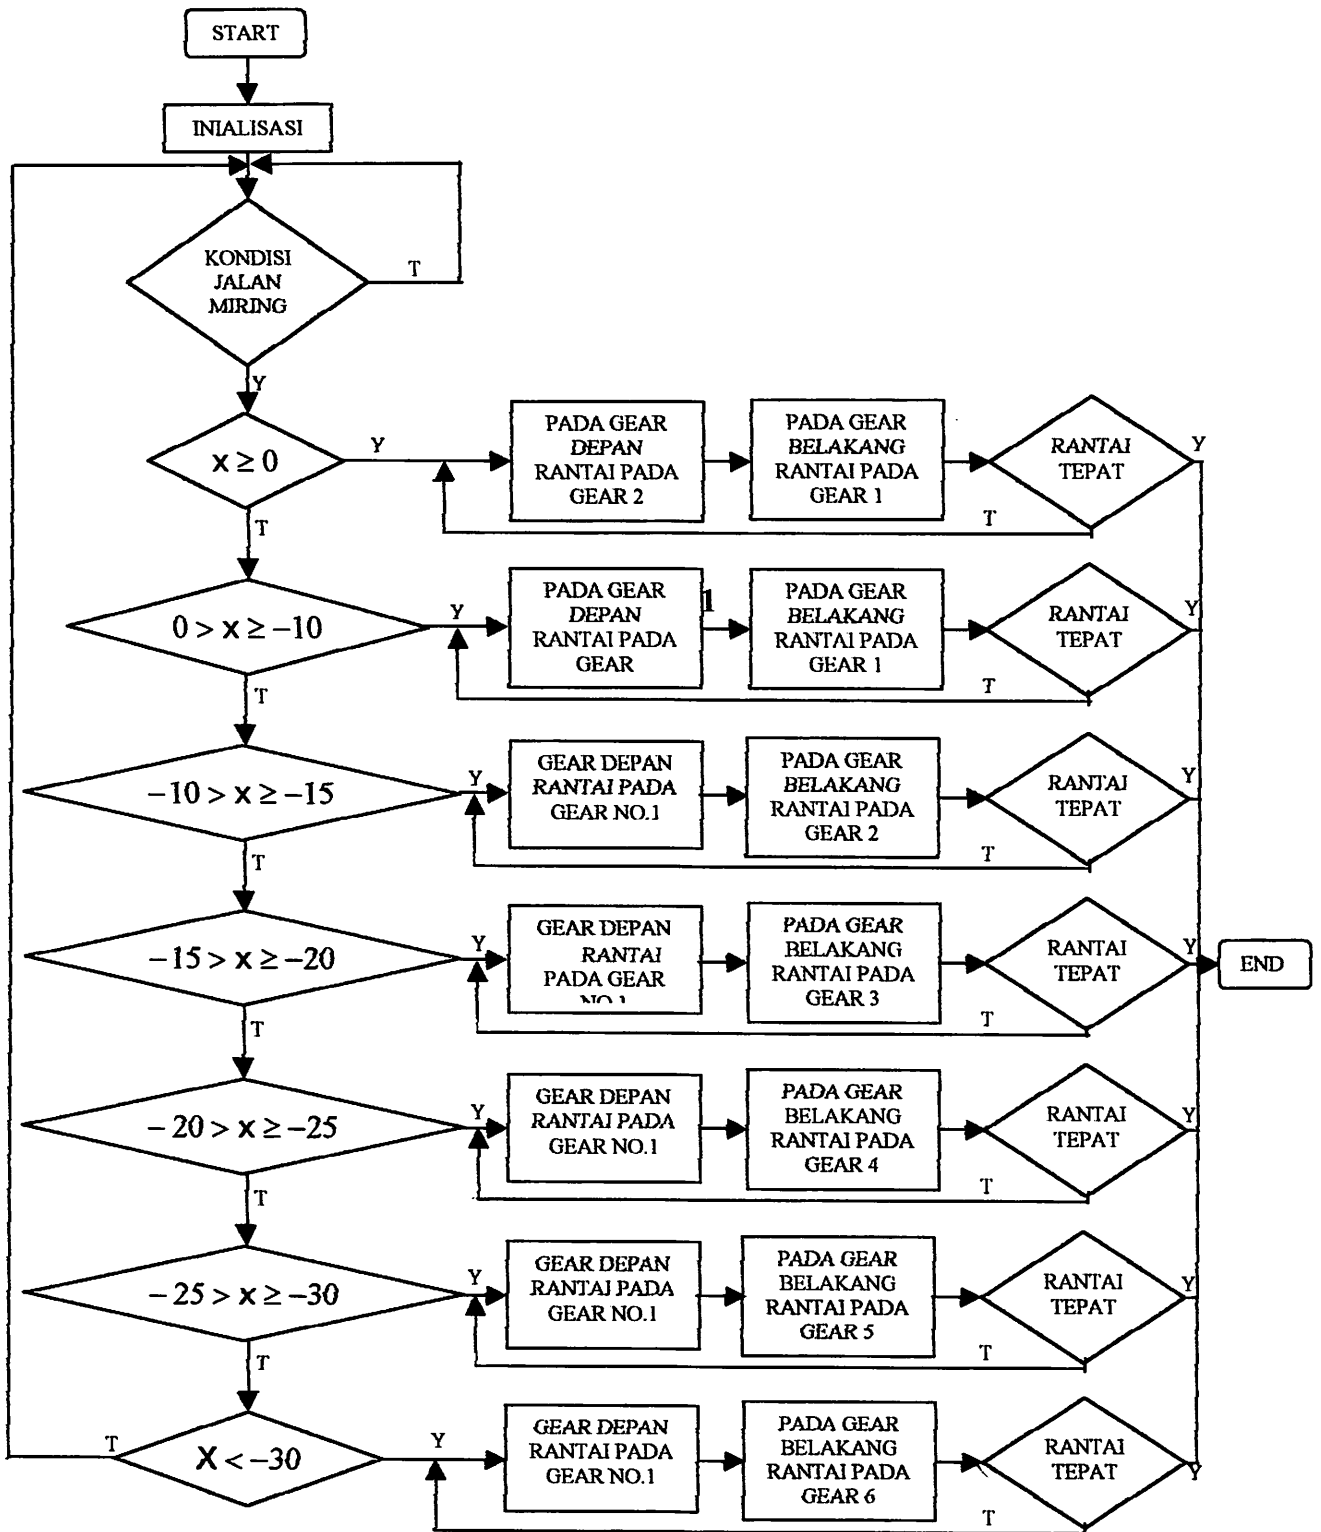 START
INIALISASI
KONDISI
JALAN
MIRING
T
Y
x ≥ 0
Y
PADA GEAR
DEPAN
RANTAI PADA
GEAR 2
PADA GEAR
BELAKANG
RANTAI PADA
GEAR 1
RANTAI
TEPAT
Y
T
T
0 > x ≥ −10
Y
PADA GEAR
DEPAN
RANTAI PADA
GEAR
1
PADA GEAR
BELAKANG
RANTAI PADA
GEAR 1
RANTAI
TEPAT
Y
T
T
−10 > x ≥ −15
Y
GEAR DEPAN
RANTAI PADA
GEAR NO.1
PADA GEAR
BELAKANG
RANTAI PADA
GEAR 2
RANTAI
TEPAT
Y
T
T
−15 > x ≥ −20
Y
GEAR DEPAN
RANTAI
PADA GEAR
NO.1
PADA GEAR
BELAKANG
RANTAI PADA
GEAR 3
RANTAI
TEPAT
Y
END
T
T
−20 > x ≥ −25
Y
GEAR DEPAN
RANTAI PADA
GEAR NO.1
PADA GEAR
BELAKANG
RANTAI PADA
GEAR 4
RANTAI
TEPAT
Y
T
T
−25 > x ≥ −30
Y
GEAR DEPAN
RANTAI PADA
GEAR NO.1
PADA GEAR
BELAKANG
RANTAI PADA
GEAR 5
RANTAI
TEPAT
Y
T
T
T
X < −30
Y
GEAR DEPAN
RANTAI PADA
GEAR NO.1
PADA GEAR
BELAKANG
RANTAI PADA
GEAR 6
RANTAI
TEPAT
Y
T